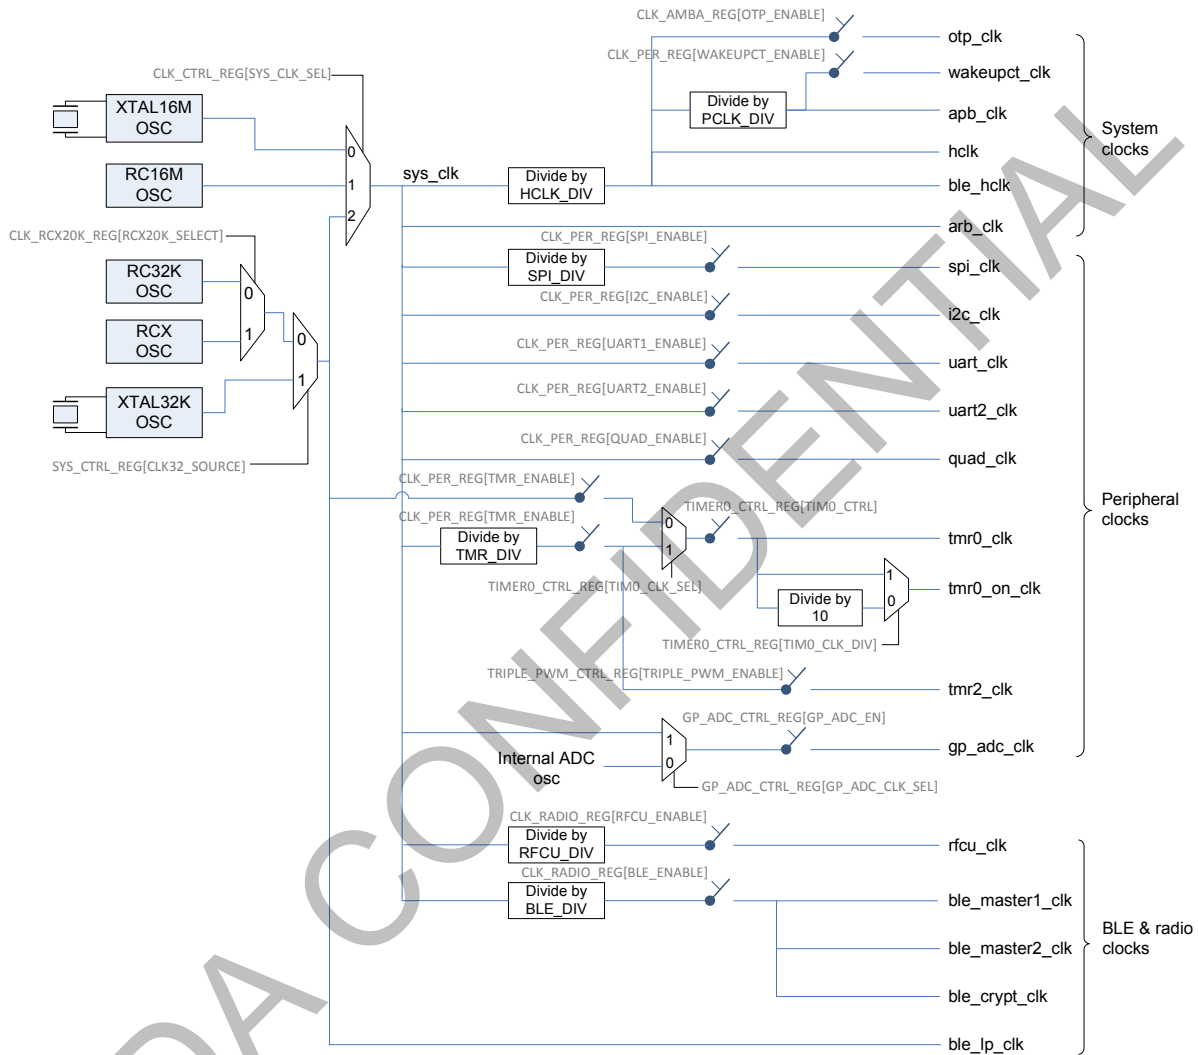 CLK_AMBA_REG[OTP_ENABLE]
otp_clk
CLK_PER_REG[WAKEUPCT_ENABLE]
wakeupct_clk
CLK_CTRL_REG[SYS_CLK_SEL]
XTAL16M
OSC
Divide by
PCLK_DIV
apb_clk
System
clocks
0
hclk
RC16M
OSC
1
sys_clk
Divide by
HCLK_DIV
ble_hclk
2
arb_clk
CLK_RCX20K_REG[RCX20K_SELECT]
CLK_PER_REG[SPI_ENABLE]
RC32K
OSC
0
Divide by
SPI_DIV
spi_clk
CLK_PER_REG[I2C_ENABLE]
i2c_clk
RCX
OSC
1
0
CLK_PER_REG[UART1_ENABLE]
uart_clk
1
XTAL32K
OSC
CLK_PER_REG[UART2_ENABLE]
uart2_clk
CLK_PER_REG[QUAD_ENABLE]
quad_clk
SYS_CTRL_REG[CLK32_SOURCE]
CLK_PER_REG[TMR_ENABLE]
Peripheral
clocks
TIMER0_CTRL_REG[TIM0_CTRL]
CLK_PER_REG[TMR_ENABLE]
0
Divide by
TMR_DIV
1
tmr0_clk
TIMER0_CTRL_REG[TIM0_CLK_SEL]
1
tmr0_on_clk
Divide by
10
0
TIMER0_CTRL_REG[TIM0_CLK_DIV]
TRIPLE_PWM_CTRL_REG[TRIPLE_PWM_ENABLE]
tmr2_clk
GP_ADC_CTRL_REG[GP_ADC_EN]
1
gp_adc_clk
Internal ADC
osc
0
GP_ADC_CTRL_REG[GP_ADC_CLK_SEL]
CLK_RADIO_REG[RFCU_ENABLE]
Divide by
RFCU_DIV
rfcu_clk
CLK_RADIO_REG[BLE_ENABLE]
Divide by
BLE_DIV
ble_master1_clk
BLE & radio
clocks
ble_master2_clk
ble_crypt_clk
ble_lp_clk
DA CONFIDENTIAL